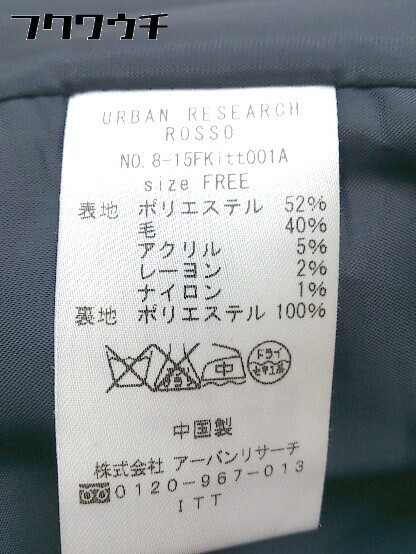 フクワウチ
URBAN RESEARCH
ROSSO
NO.8-15FKitt001A
size FREE
表地 ポリエステル 52%
毛 40%
アクリル 5%
レーヨン 2%
ナイロン 1%
裏地 ポリエステル 100%
中 ドライ
中国製
株式会社 アーバンリサーチ
0120-967-013
ITT